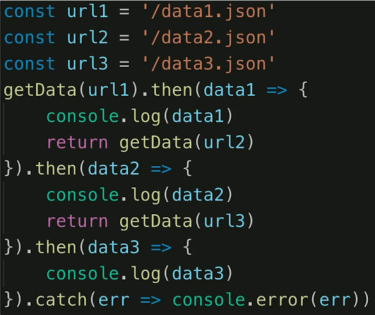 const url1 = '/data1.json'
const url2 = '/data2.json'
const url3 = '/data3.json'
getData(url1).then(data1 => {
    console.log(data1)
    return getData(url2)
}).then(data2 => {
    console.log(data2)
    return getData(url3)
}).then(data3 => {
    console.log(data3)
}).catch(err => console.error(err))